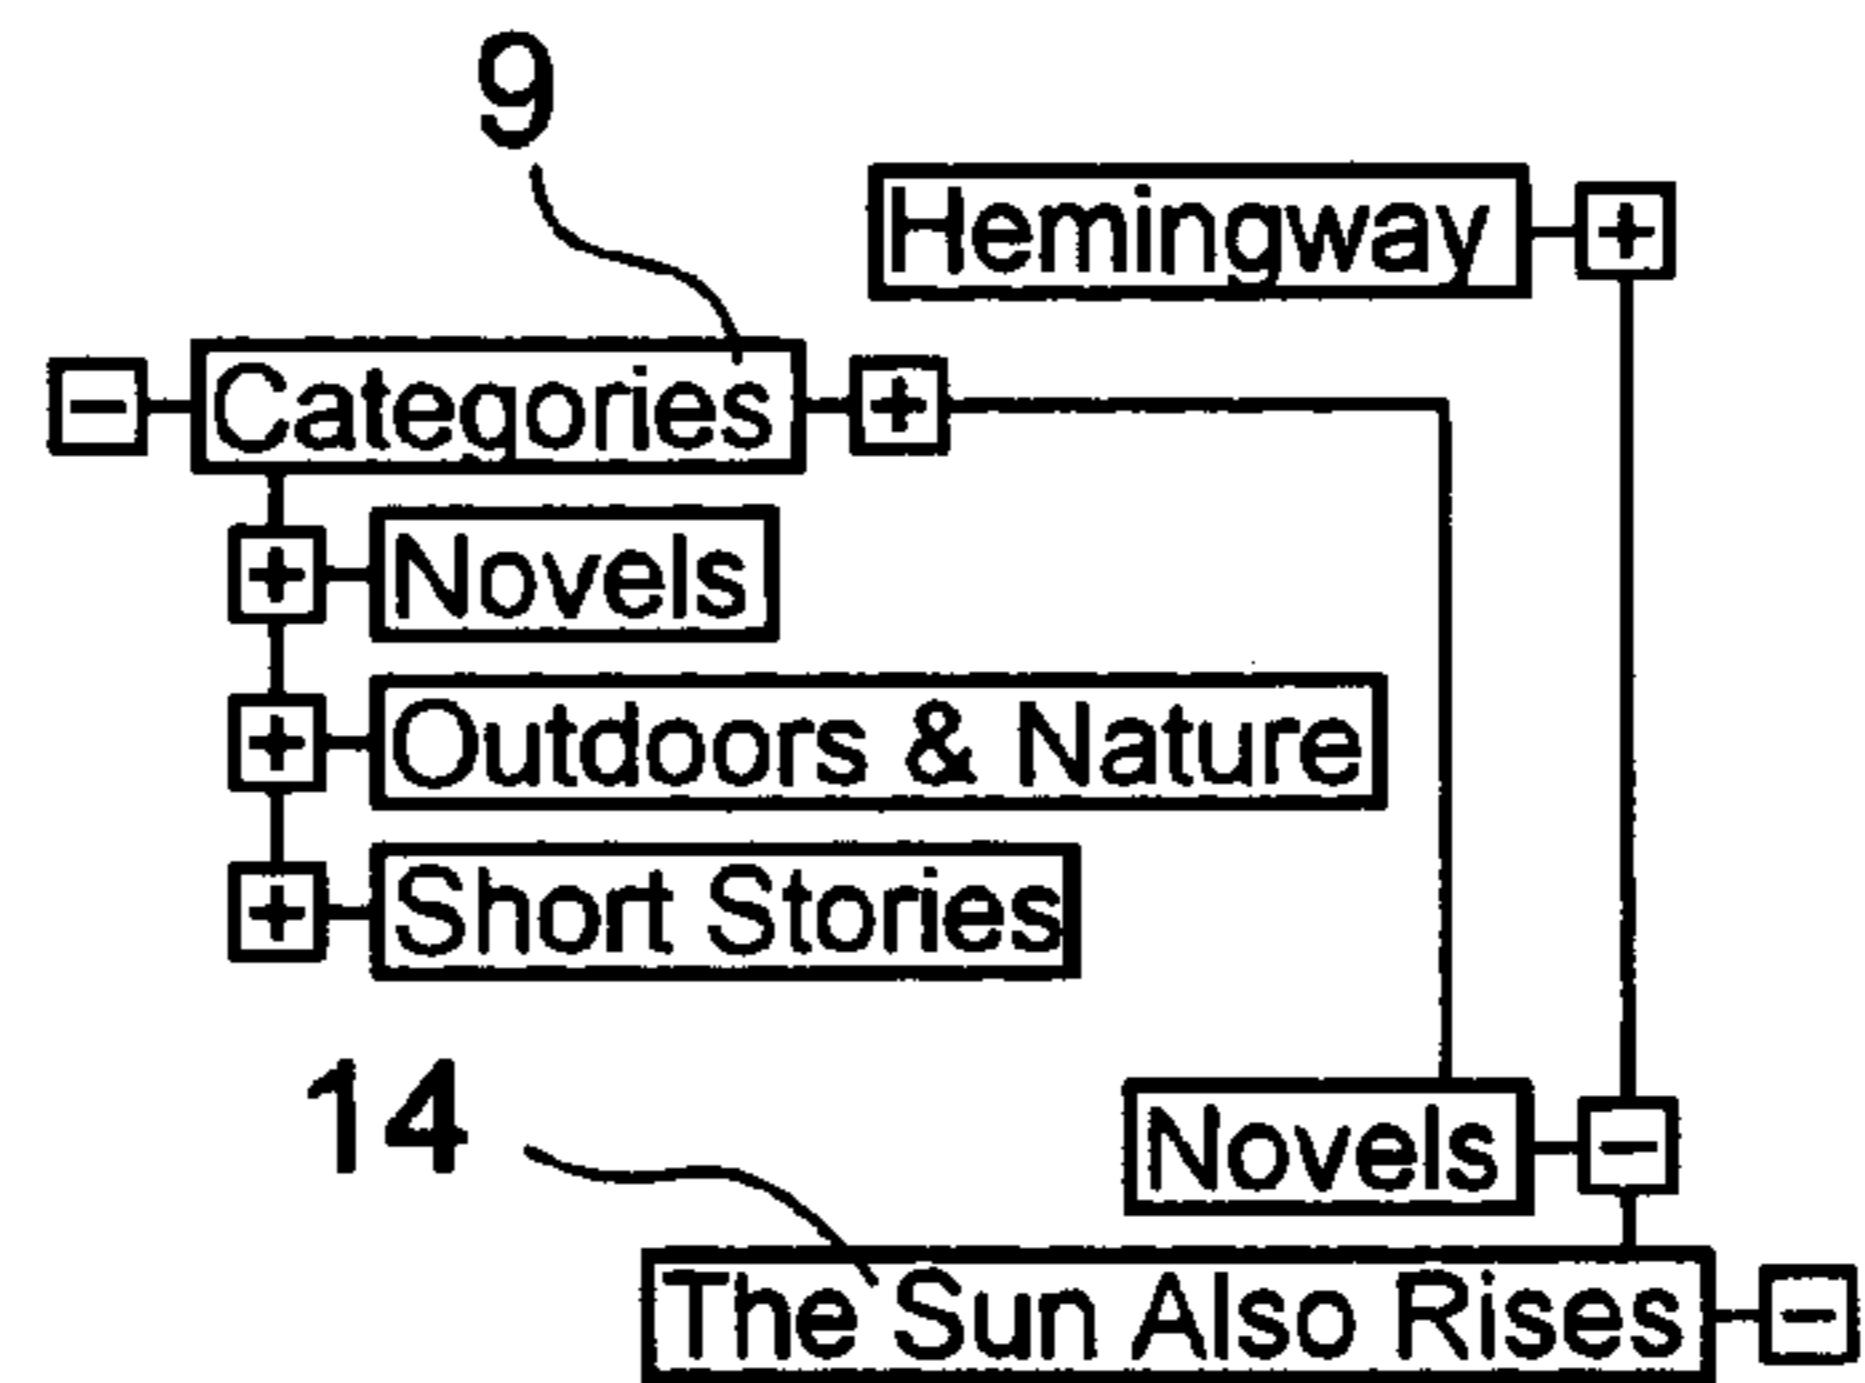 9
Hemingway +
− Categories +
+ Novels
+ Outdoors & Nature
+ Short Stories
14
Novels −
The Sun Also Rises −